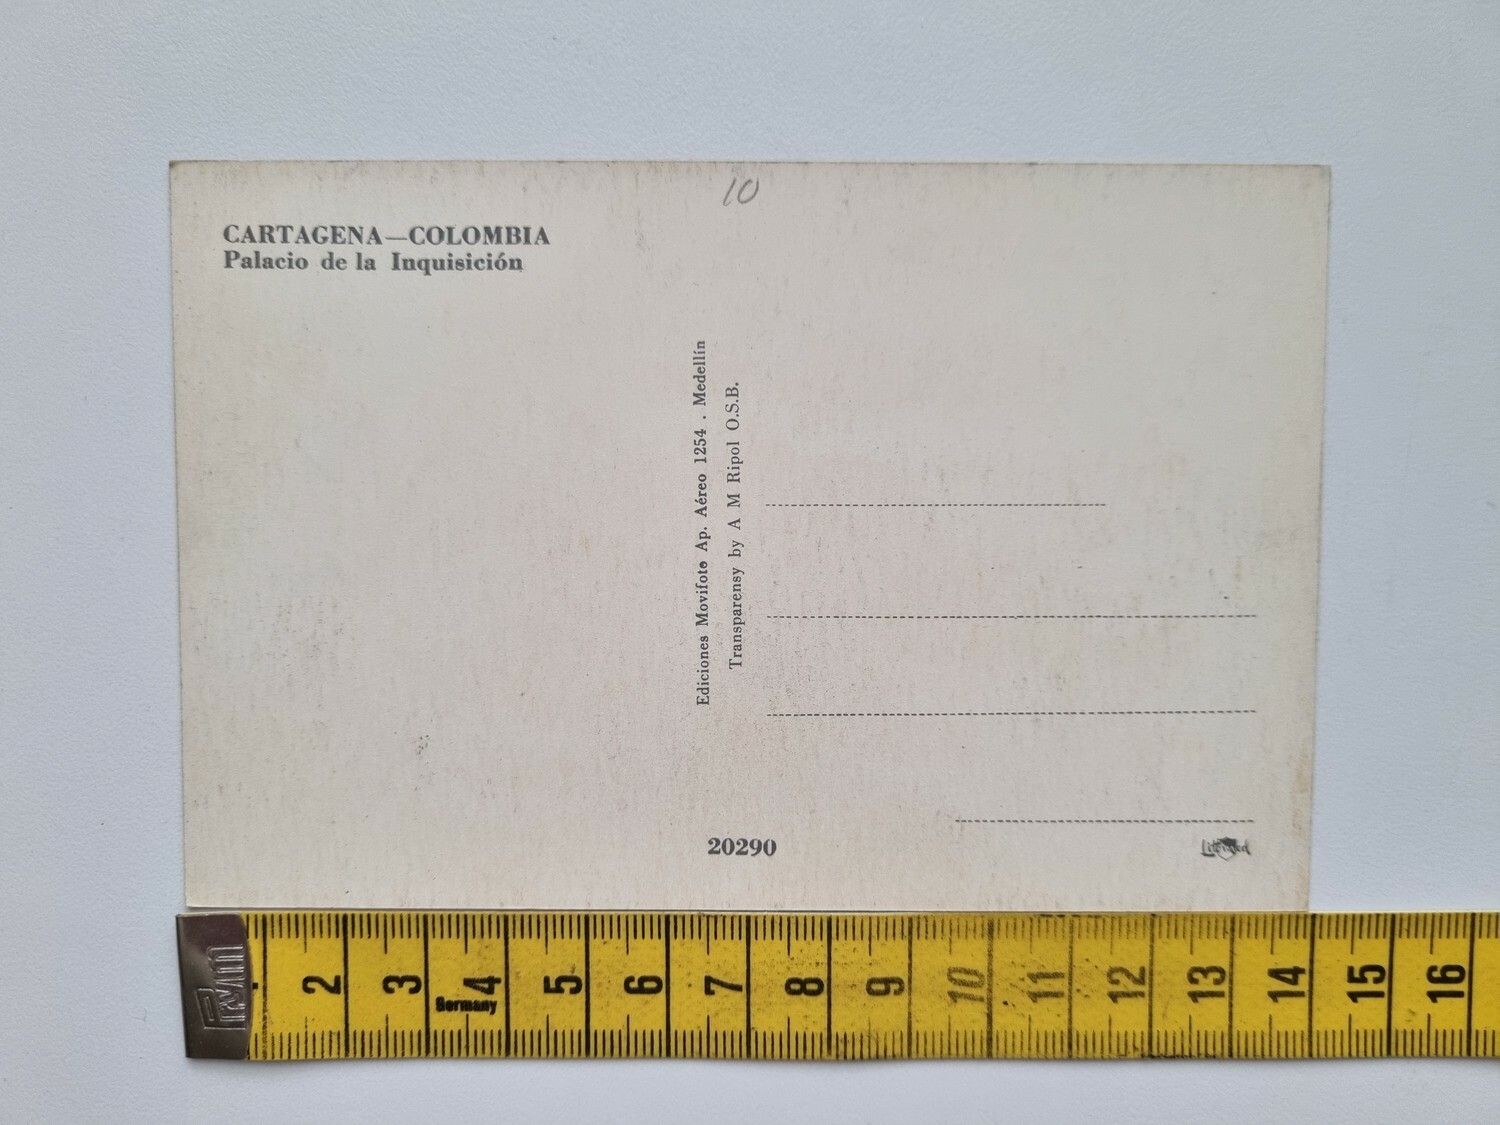 10
CARTAGENA—COLOMBIA
Palacio de la Inquisición
Ediciones Movifoto Ap. Aéreo 1254 . Medellín
Transparensy by A M Ripol O.S.B.
20290
2 3 4 5 6 7 8 9 10 11 12 13 14 15 16
Germany